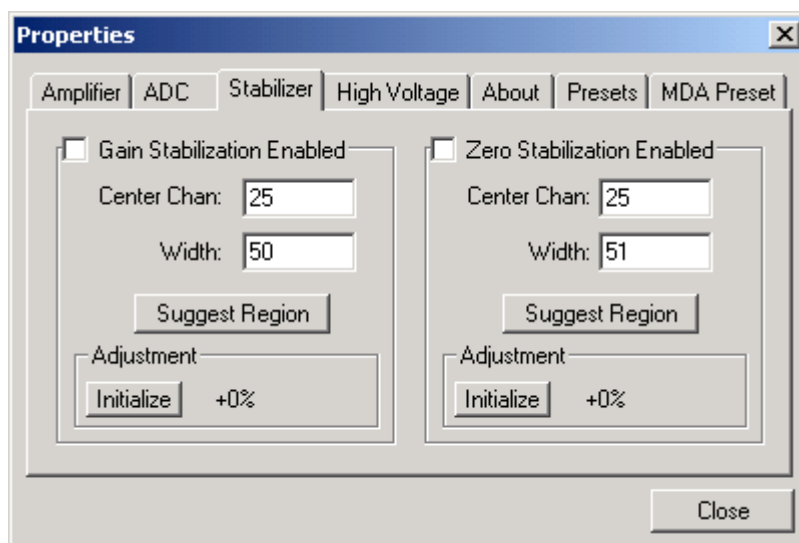 Properties
Amplifier ADC Stabilizer High Voltage About Presets MDA Preset
Gain Stabilization Enabled
Center Chan: 25
Width: 50
Suggest Region
Adjustment
Initialize +0%
Zero Stabilization Enabled
Center Chan: 25
Width: 51
Suggest Region
Adjustment
Initialize +0%
Close